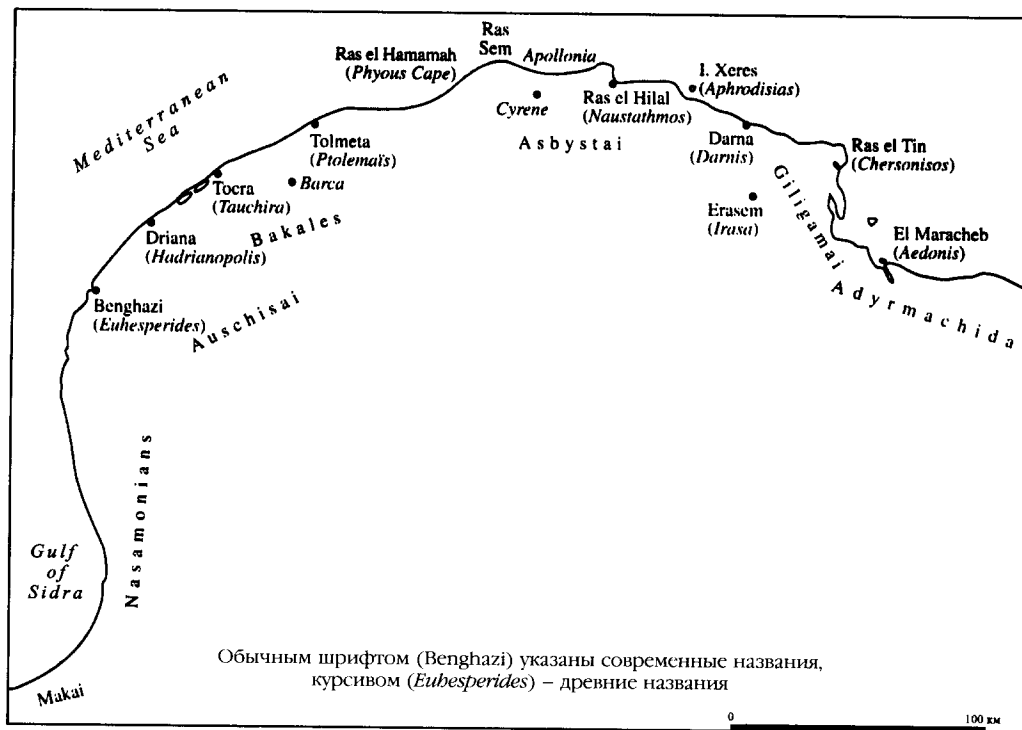 Ras
Sem
Apollonia
Ras el Hamamah
(Phyous Cape)
I. Xeres
(Aphrodisias)
Mediterranean
Sea
Cyrene
Ras el Hilal
(Naustathmos)
Asbystai
Tolmeta
(Ptolemaïs)
Darna
(Darnis)
Ras el Tin
(Chersonisos)
Barca
Tocra
(Tauchira)
Giligamai
Erasem
(Irasa)
Bakales
Driana
(Hadrianopolis)
El Maracheb
(Aedonis)
Adyrmachida
Benghazi
(Euhesperides)
Auschisai
Nasamonians
Gulf
of
Sidra
Makai
Обычным шрифтом (Benghazi) указаны современные названия,
курсивом (Euhesperides) – древние названия
0 100 км